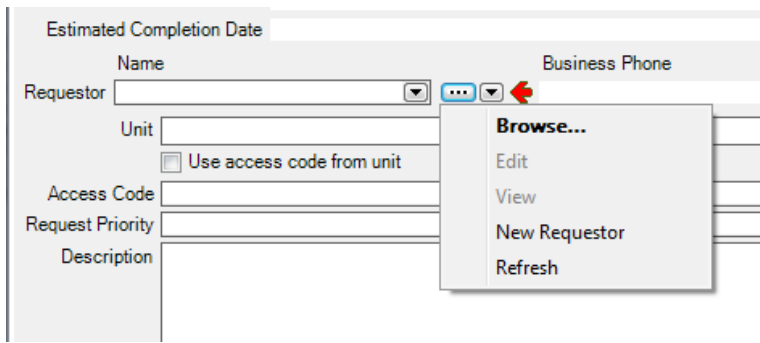 Estimated Completion Date
Name Business Phone
Requestor
Unit
Browse...
Use access code from unit
Edit
Access Code
View
Request Priority
New Requestor
Description
Refresh